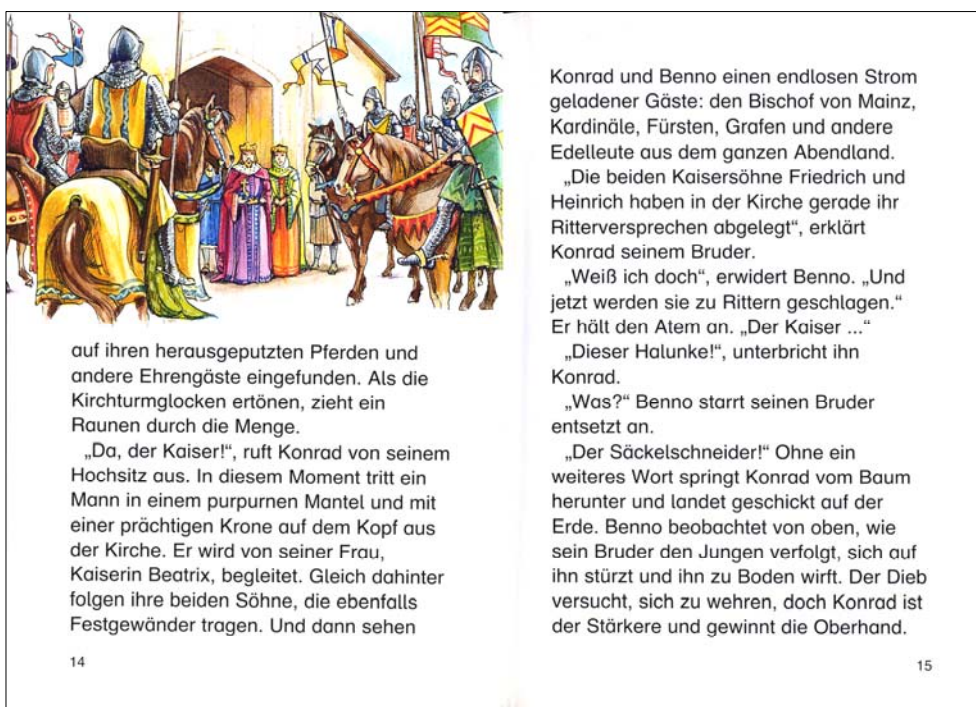 auf ihren herausgeputzten Pferden und
andere Ehrengäste eingefunden. Als die
Kirchturmglocken ertönen, zieht ein
Raunen durch die Menge.
„Da, der Kaiser!“, ruft Konrad von seinem
Hochsitz aus. In diesem Moment tritt ein
Mann in einem purpurnen Mantel und mit
einer prächtigen Krone auf dem Kopf aus
der Kirche. Er wird von seiner Frau,
Kaiserin Beatrix, begleitet. Gleich dahinter
folgen ihre beiden Söhne, die ebenfalls
Festgewänder tragen. Und dann sehen
14
Konrad und Benno einen endlosen Strom
geladener Gäste: den Bischof von Mainz,
Kardinäle, Fürsten, Grafen und andere
Edelleute aus dem ganzen Abendland.
„Die beiden Kaisersöhne Friedrich und
Heinrich haben in der Kirche gerade ihr
Ritterversprechen abgelegt“, erklärt
Konrad seinem Bruder.
„Weiß ich doch“, erwidert Benno. „Und
jetzt werden sie zu Rittern geschlagen.“
Er hält den Atem an. „Der Kaiser ...“
„Dieser Halunke!“, unterbricht ihn
Konrad.
„Was?“ Benno starrt seinen Bruder
entsetzt an.
„Der Säckelschneider!“ Ohne ein
weiteres Wort springt Konrad vom Baum
herunter und landet geschickt auf der
Erde. Benno beobachtet von oben, wie
sein Bruder den Jungen verfolgt, sich auf
ihn stürzt und ihn zu Boden wirft. Der Dieb
versucht, sich zu wehren, doch Konrad ist
der Stärkere und gewinnt die Oberhand.
15